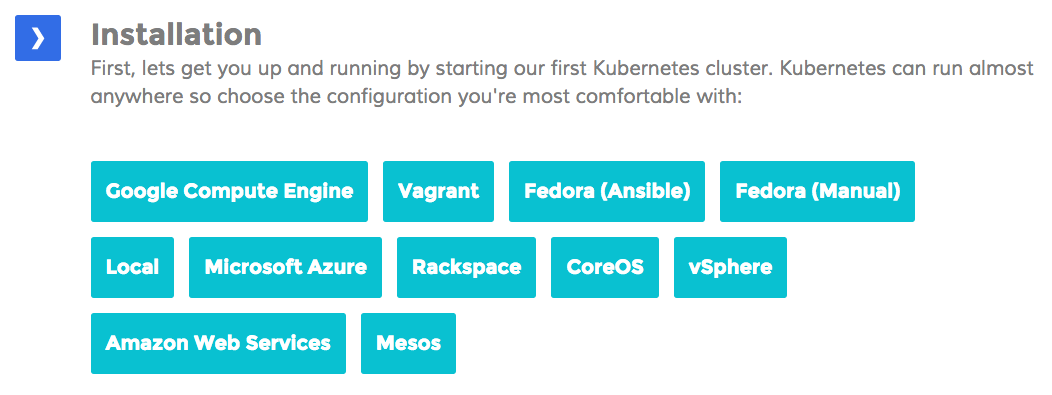 Installation
First, lets get you up and running by starting our first Kubernetes cluster. Kubernetes can run almost
anywhere so choose the configuration you're most comfortable with:
Google Compute Engine Vagrant Fedora (Ansible) Fedora (Manual)
Local Microsoft Azure Rackspace CoreOS vSphere
Amazon Web Services Mesos